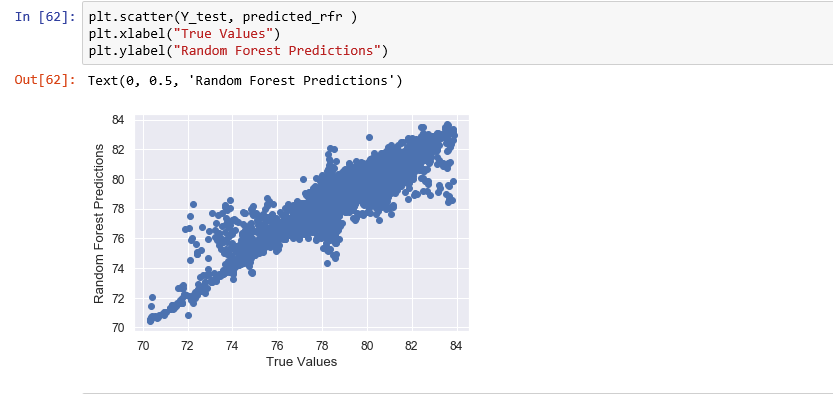 In [62]: plt.scatter(Y_test, predicted_rfr )
plt.xlabel("True Values")
plt.ylabel("Random Forest Predictions")
Out[62]: Text(0, 0.5, 'Random Forest Predictions')
84
82
80
78
76
74
72
70
Random Forest Predictions
70 72 74 76 78 80 82 84
True Values